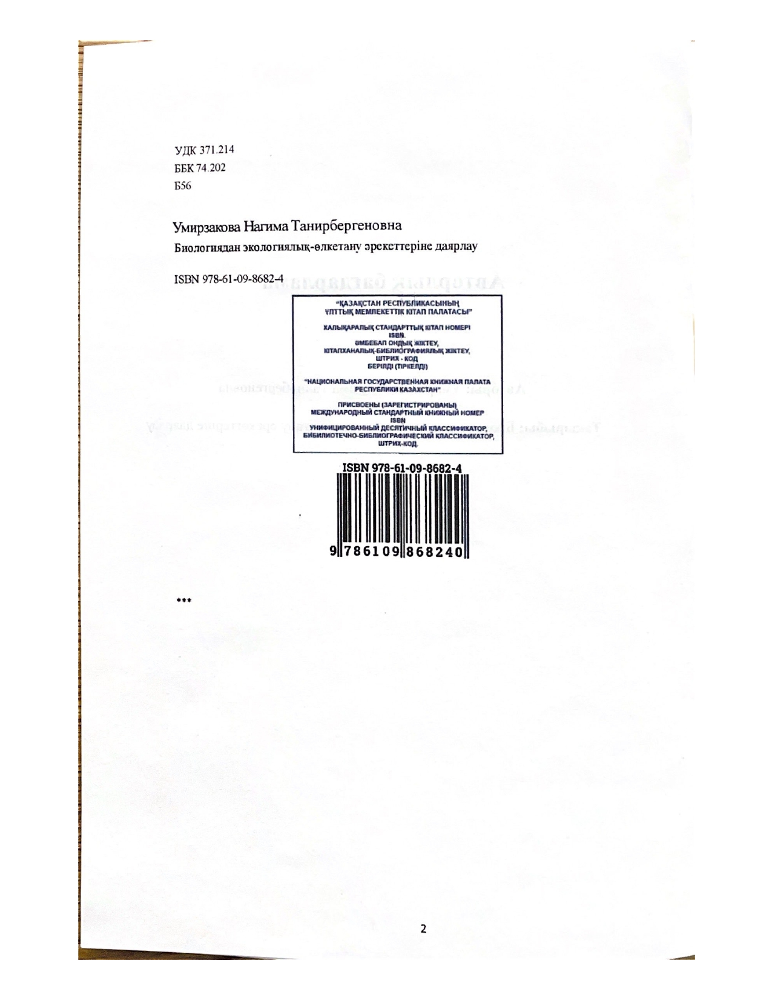 УДК 371.214
ББК 74.202
Б56
Умирзакова Нагима Танирбергеновна
Биологиядан экологиялық-өлкетану әрекеттеріне даярлау
ISBN 978-61-09-8682-4
"ҚАЗАҚСТАН РЕСПУБЛИКАСЫНЫҢ
ҰЛТТЫҚ МЕМЛЕКЕТТІК КІТАП ПАЛАТАСЫ"
ХАЛЫҚАРАЛЫҚ СТАНДАРТТЫҚ КІТАП НОМЕРІ
ISBN.
ӘМБЕБАП ОНДЫҚ ЖІКТЕУ,
КІТАПХАНАЛЫҚ-БИБЛИОГРАФИЯЛЫҚ ЖІКТЕУ,
ШТРИХ - КОД
БЕРІЛДІ (ТІРКЕЛДІ)
"НАЦИОНАЛЬНАЯ ГОСУДАРСТВЕННАЯ КНИЖНАЯ ПАЛАТА
РЕСПУБЛИКИ КАЗАХСТАН"
ПРИСВОЕНЫ (ЗАРЕГИСТРИРОВАНЫ)
МЕЖДУНАРОДНЫЙ СТАНДАРТНЫЙ КНИЖНЫЙ НОМЕР
ISBN
УНИФИЦИРОВАННЫЙ ДЕСЯТИЧНЫЙ КЛАССИФИКАТОР,
БИБИЛИОТЕЧНО-БИБЛИОГРАФИЧЕСКИЙ КЛАССИФИКАТОР,
ШТРИХ-КОД.
ISBN 978-61-09-8682-4
9 786109 868240
***
2